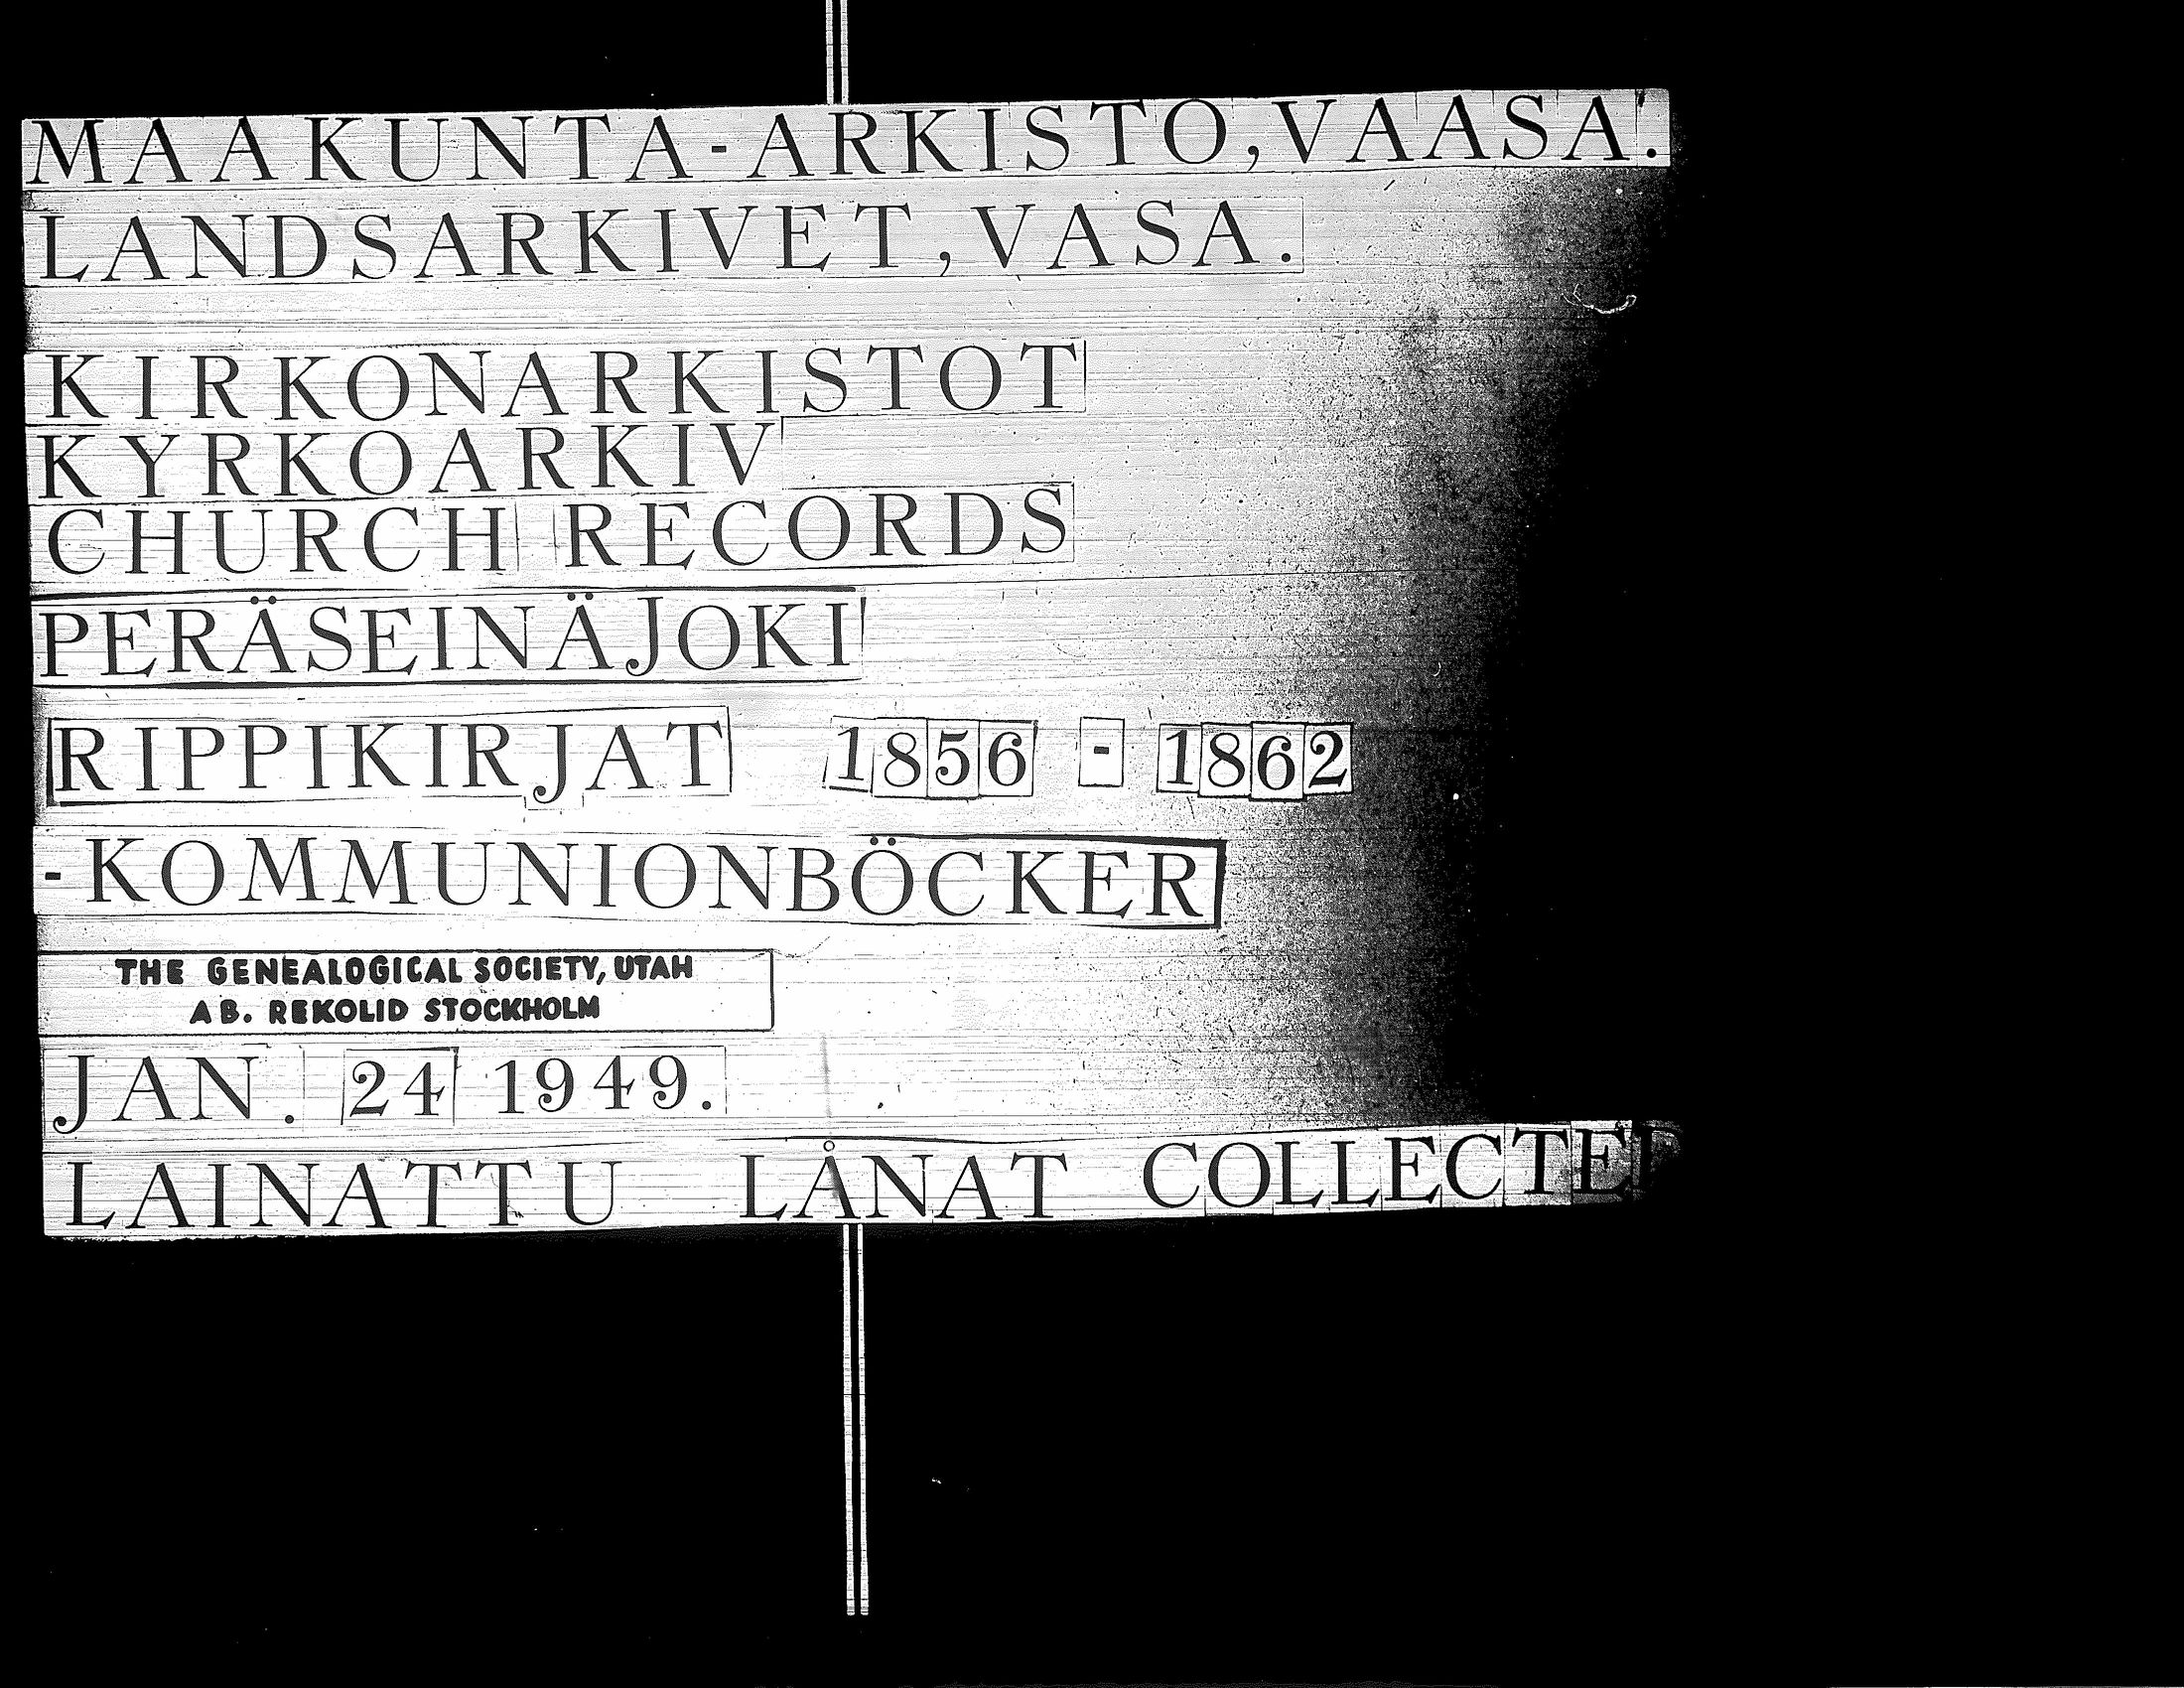 MAAKUNTA-ARKISTO, VAASA.
LANDSARKIVET, VASA.
KIRKONARKISTOT
KYRKOARKIV
CHURCH RECORDS
PERÄSEINÄJOKI
RIPPIKIRJAT 1856 - 1862
-KOMMUNIONBÖCKER
THE GENEALOGICAL SOCIETY, UTAH
AB. REKOLID STOCKHOLM
JAN. 24 1949.
LAINATTU LÅNAT COLLECTED